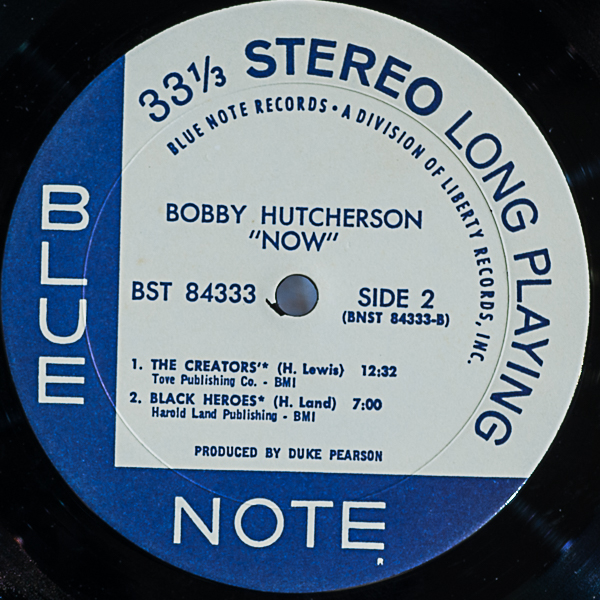 33⅓ STEREO LONG PLAYING
BLUE NOTE RECORDS • A DIVISION OF LIBERTY RECORDS, INC.
BLUE
BOBBY HUTCHERSON
"NOW"
BST 84333
SIDE 2
(BNST 84333-B)
1. THE CREATORS'* (H. Lewis) 12:32
Tove Publishing Co. - BMI
2. BLACK HEROES* (H. Land) 7:00
Harold Land Publishing - BMI
PRODUCED BY DUKE PEARSON
NOTE
R